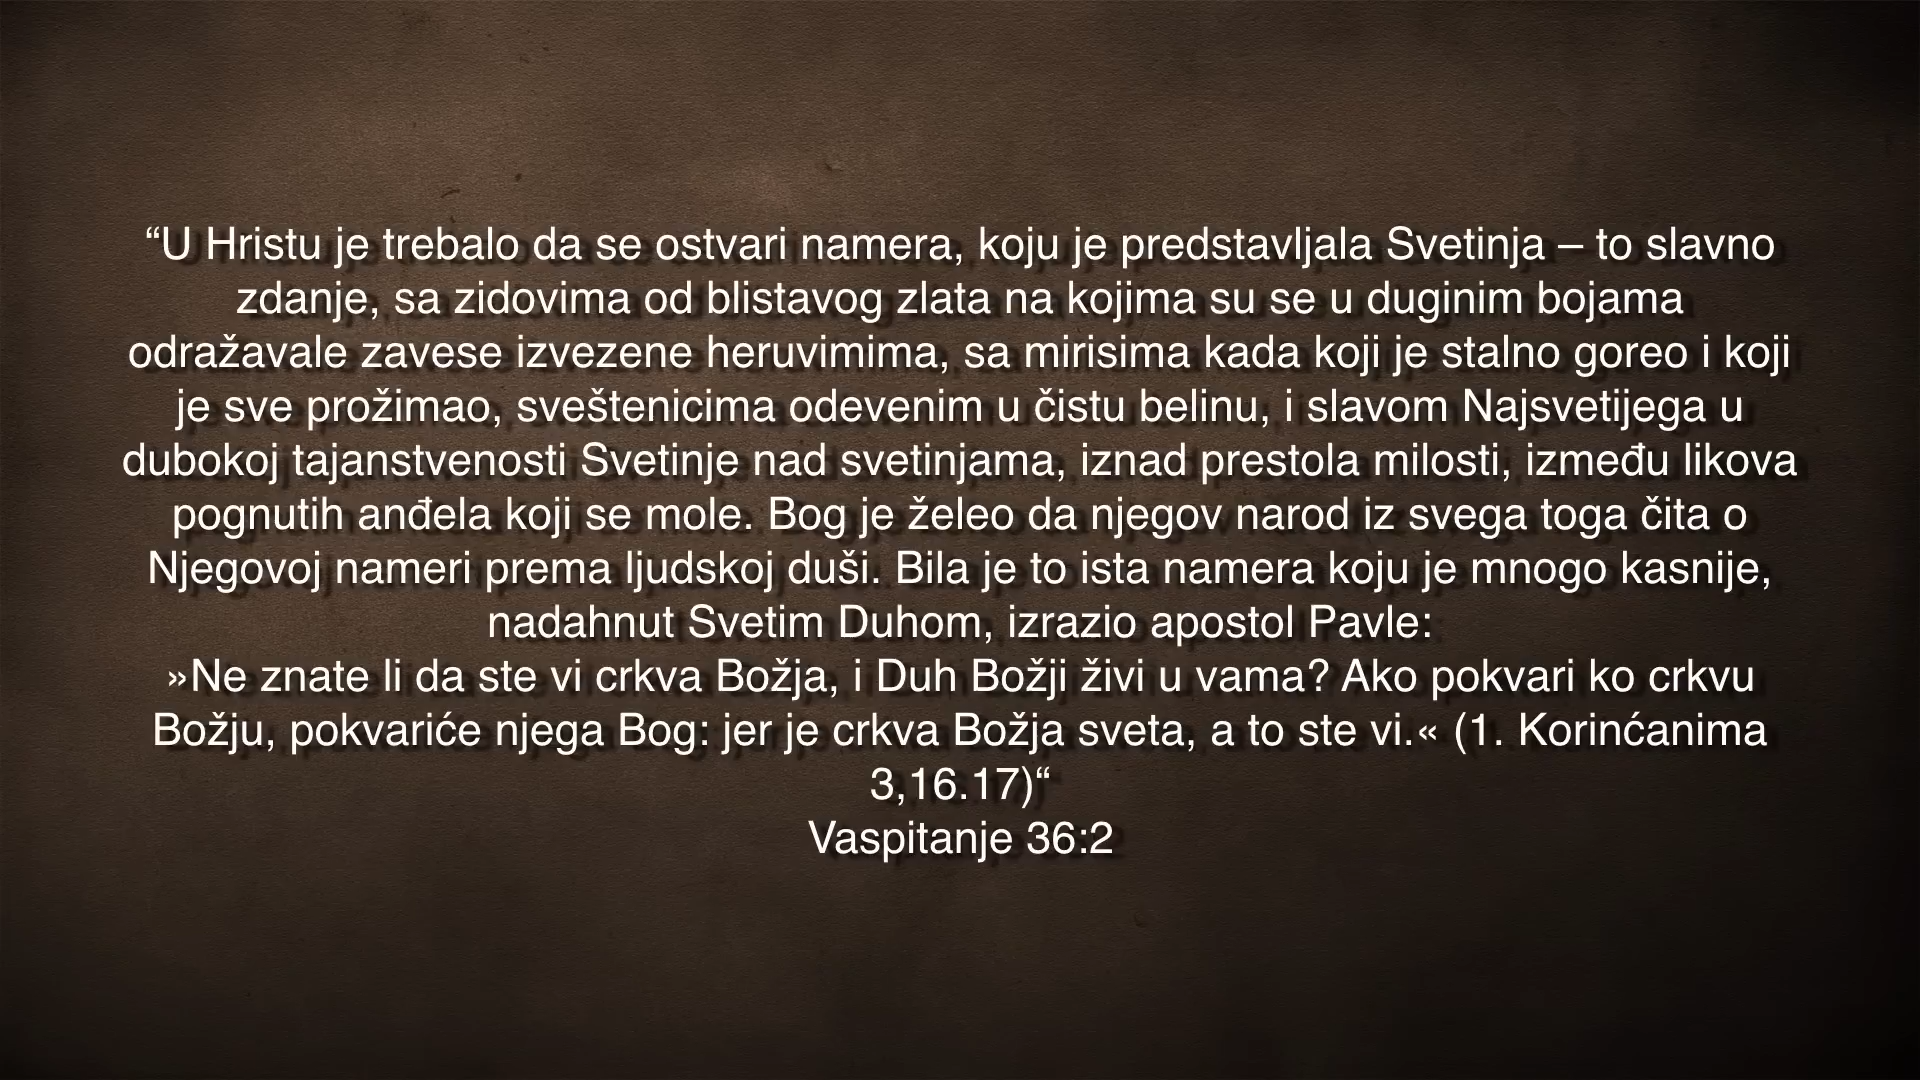 “U Hristu je trebalo da se ostvari namera, koju je predstavljala Svetinja – to slavno
zdanje, sa zidovima od blistavog zlata na kojima su se u duginim bojama
odražavale zavese izvezene heruvimima, sa mirisima kada koji je stalno goreo i koji
je sve prožimao, sveštenicima odevenim u čistu belinu, i slavom Najsvetijega u
dubokoj tajanstvenosti Svetinje nad svetinjama, iznad prestola milosti, između likova
pognutih anđela koji se mole. Bog je želeo da njegov narod iz svega toga čita o
Njegovoj nameri prema ljudskoj duši. Bila je to ista namera koju je mnogo kasnije,
nadahnut Svetim Duhom, izrazio apostol Pavle:
»Ne znate li da ste vi crkva Božja, i Duh Božji živi u vama? Ako pokvari ko crkvu
Božju, pokvariće njega Bog: jer je crkva Božja sveta, a to ste vi.« (1. Korinćanima
3,16.17)“
Vaspitanje 36:2